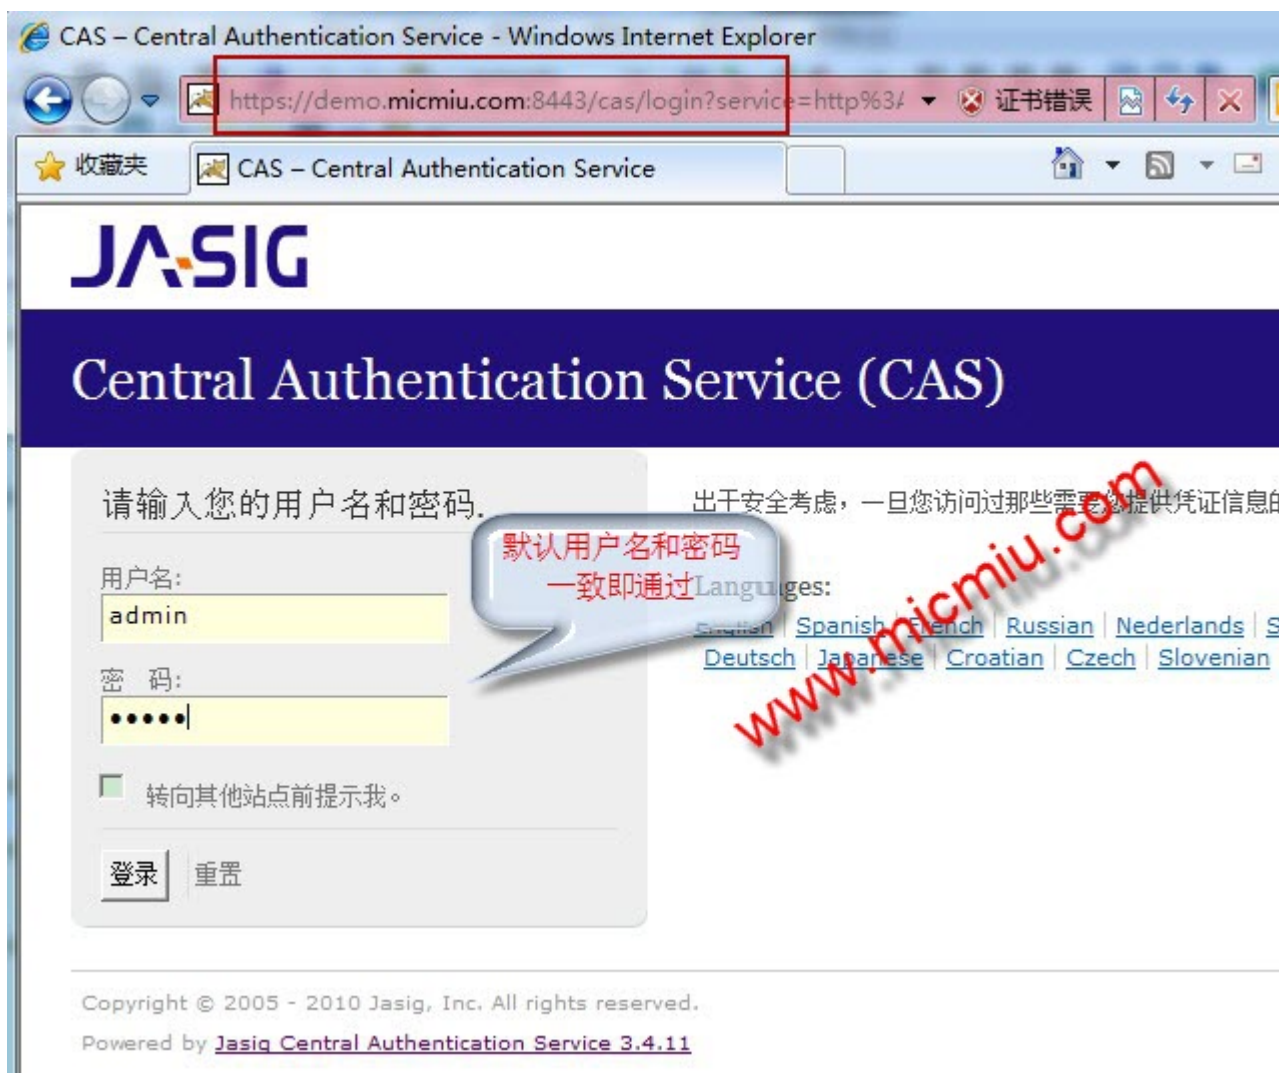 CAS – Central Authentication Service - Windows Internet Explorer
https://demo.micmiu.com:8443/cas/login?service=http%3A 证书错误
收藏夹 CAS – Central Authentication Service
JA-SIG
Central Authentication Service (CAS)
请输入您的用户名和密码.
出于安全考虑，一旦您访问过那些需要您提供凭证信息的
默认用户名和密码
一致即通过
用户名:
admin
Languages:
English | Spanish | French | Russian | Nederlands |
Deutsch | Japanese | Croatian | Czech | Slovenian
www.micmiu.com
密 码:
•••••
转向其他站点前提示我。
登录 重置
Copyright © 2005 - 2010 Jasig, Inc. All rights reserved.
Powered by Jasig Central Authentication Service 3.4.11